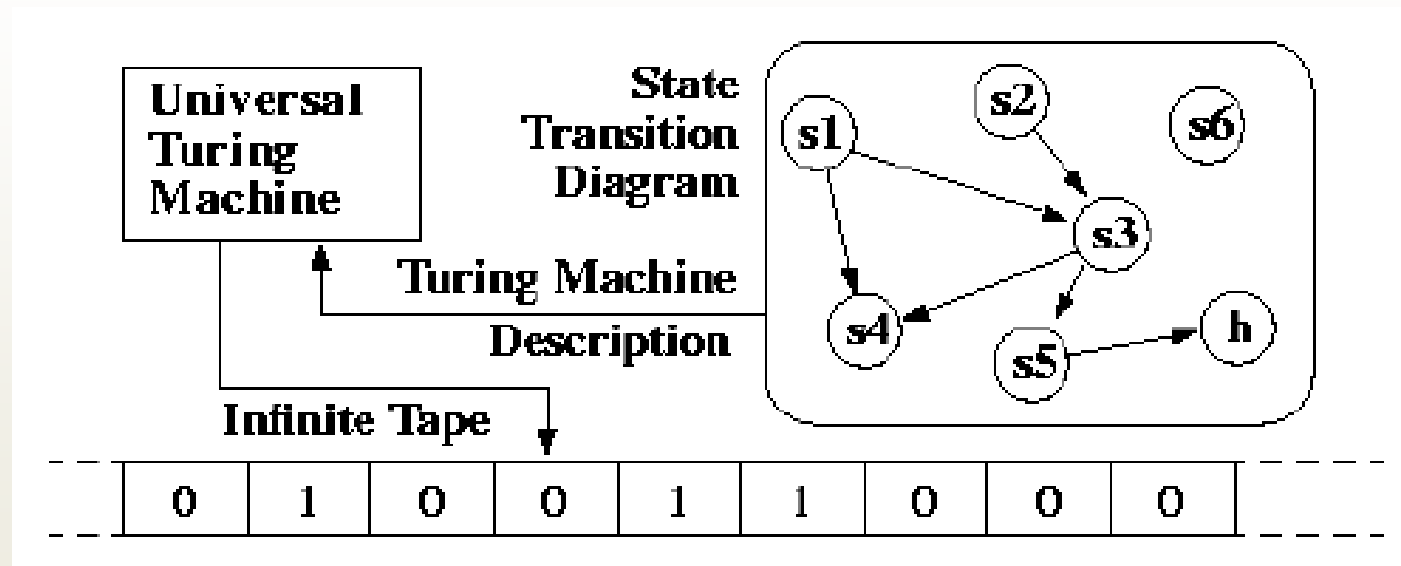 Universal
Turing
Machine
State
Transition
Diagram
s1
s2
s6
s3
s4
s5
h
Turing Machine
Description
Infinite Tape
0 1 0 0 1 1 0 0 0